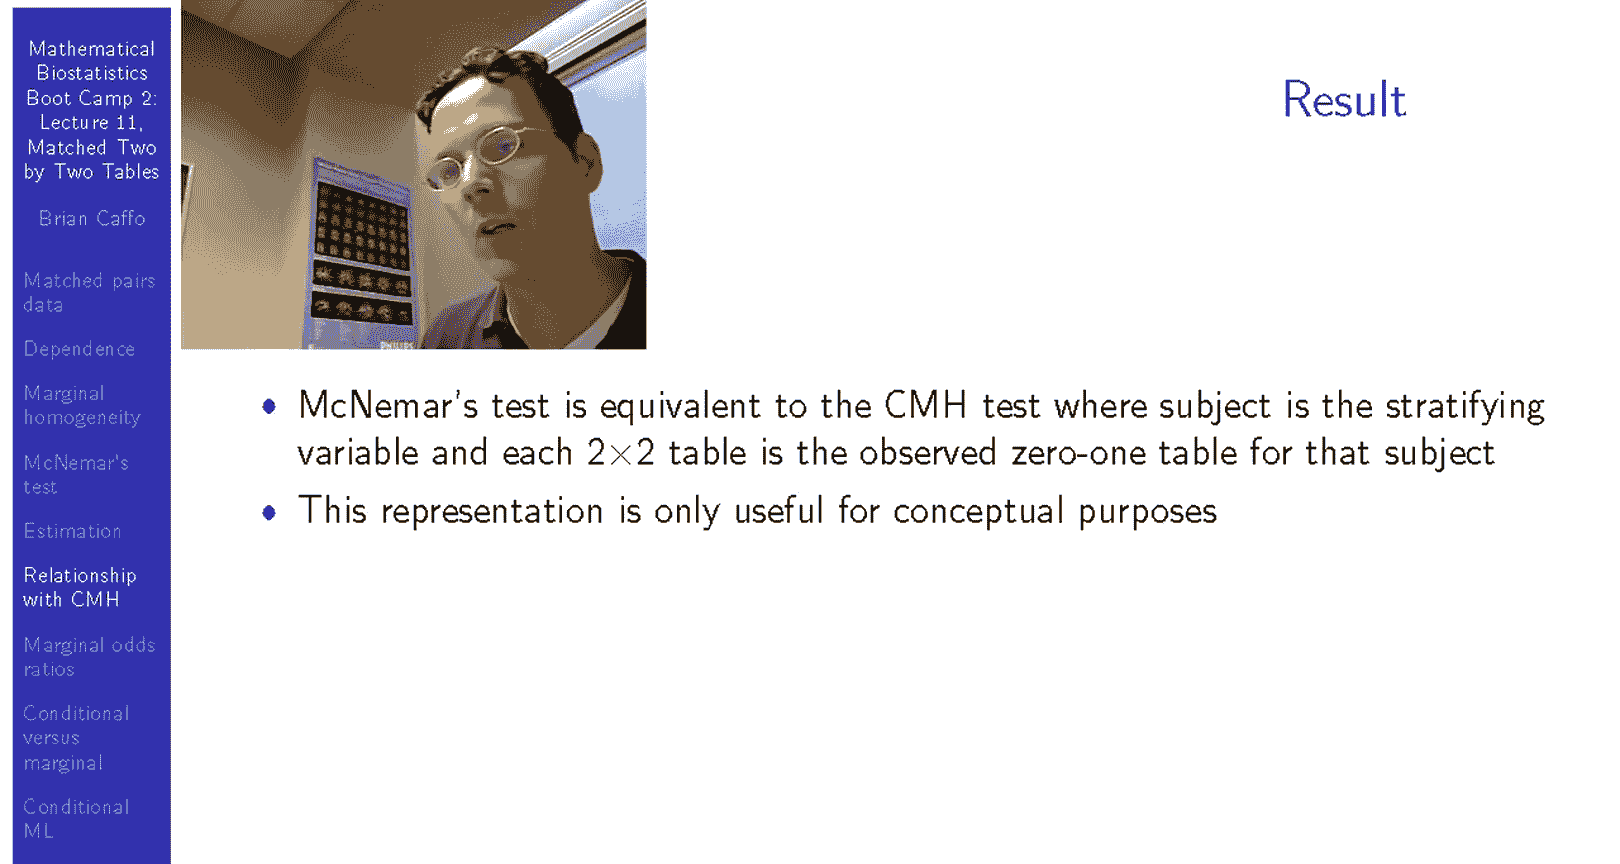 Mathematical
Biostatistics
Boot Camp 2:
Lecture 11,
Matched Two
by Two Tables
Brian Caffo
Matched pairs
data
Dependence
Marginal
homogeneity
McNemar's
test
Estimation
Relationship
with CMH
Marginal odds
ratios
Conditional
versus
marginal
Conditional
ML
PHILIPS
Result
• McNemar's test is equivalent to the CMH test where subject is the stratifying
variable and each 2×2 table is the observed zero-one table for that subject
• This representation is only useful for conceptual purposes